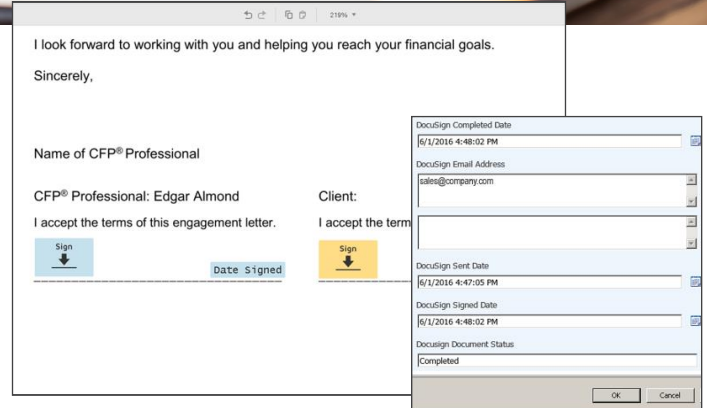 219%
I look forward to working with you and helping you reach your financial goals.
Sincerely,
Name of CFP® Professional
CFP® Professional: Edgar Almond
Client:
I accept the terms of this engagement letter.
I accept the term
Sign
Date Signed
Sign
DocuSign Completed Date
6/1/2016 4:48:02 PM
DocuSign Email Address
sales@company.com
DocuSign Sent Date
6/1/2016 4:47:05 PM
DocuSign Signed Date
6/1/2016 4:48:02 PM
Docusign Document Status
Completed
OK
Cancel